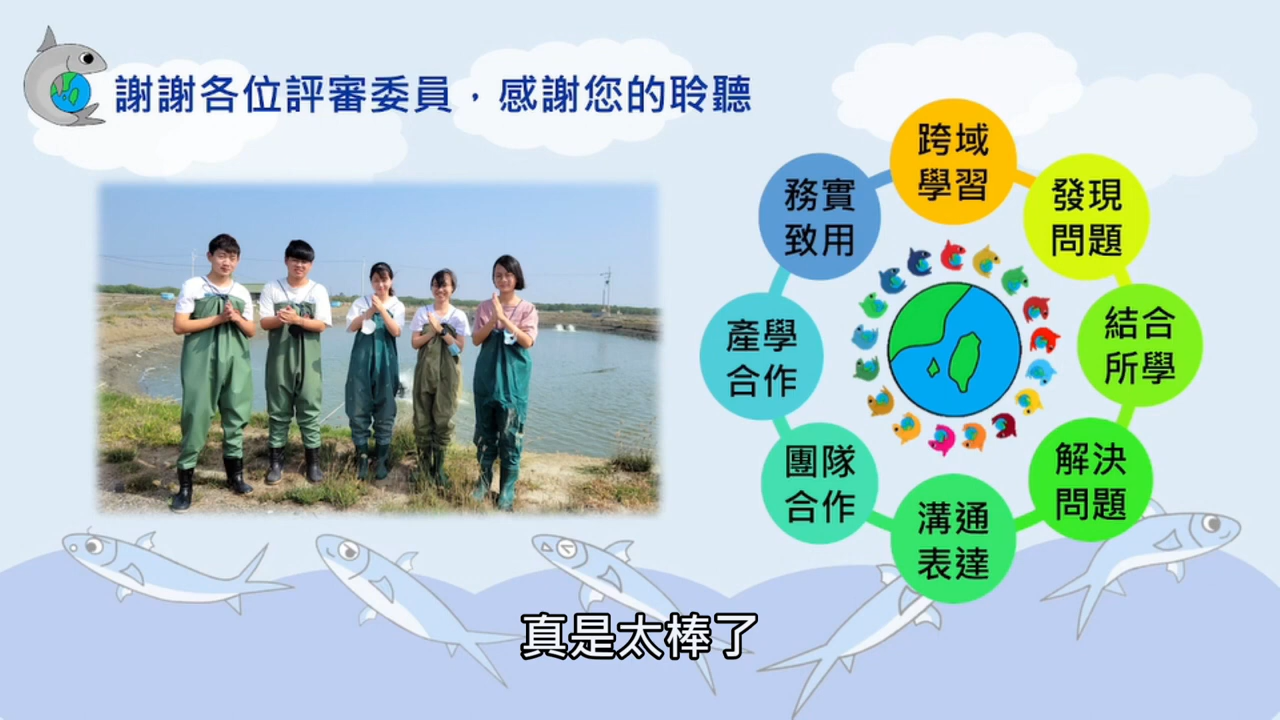 謝謝各位評審委員，感謝您的聆聽
跨域
學習
發現
問題
結合
所學
解決
問題
溝通
表達
團隊
合作
產學
合作
務實
致用
真是太棒了